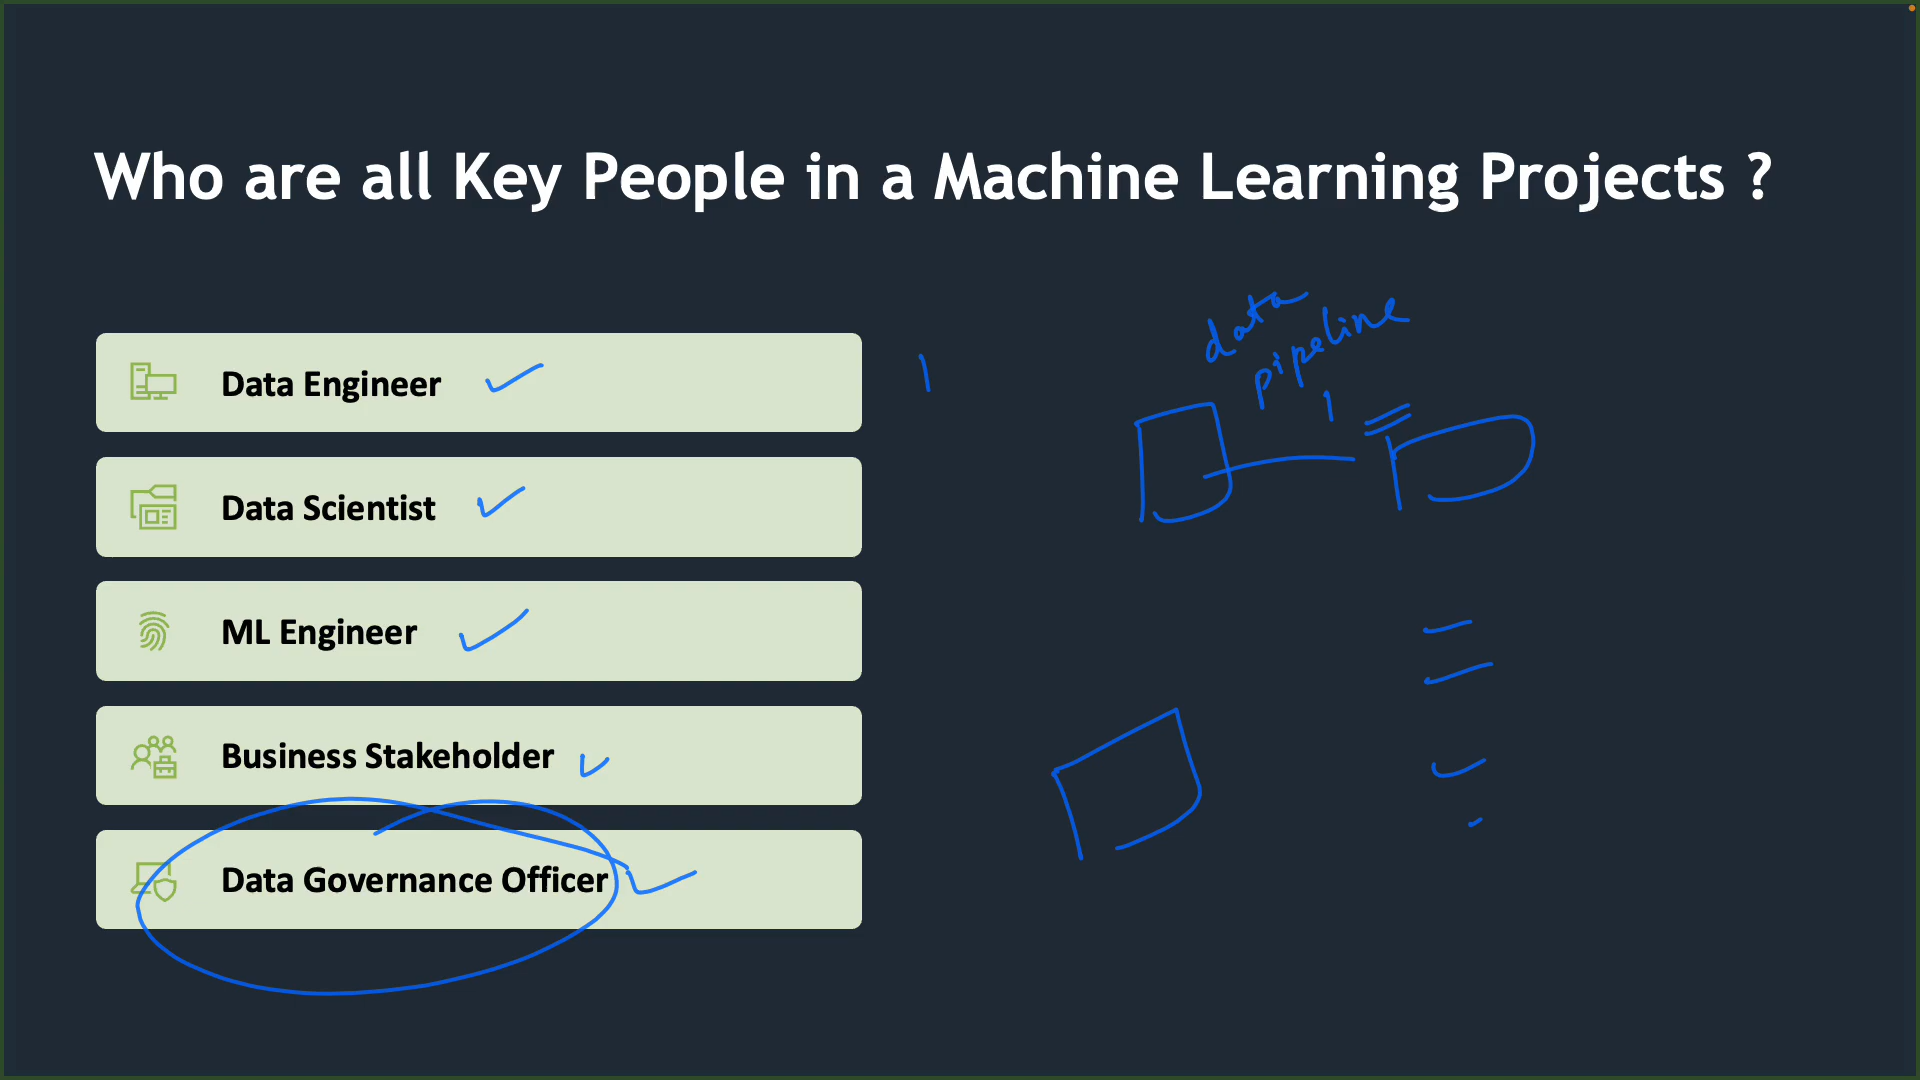 Who are all Key People in a Machine Learning Projects ?
Data Engineer
Data Scientist
ML Engineer
Business Stakeholder
Data Governance Officer
data
pipeline